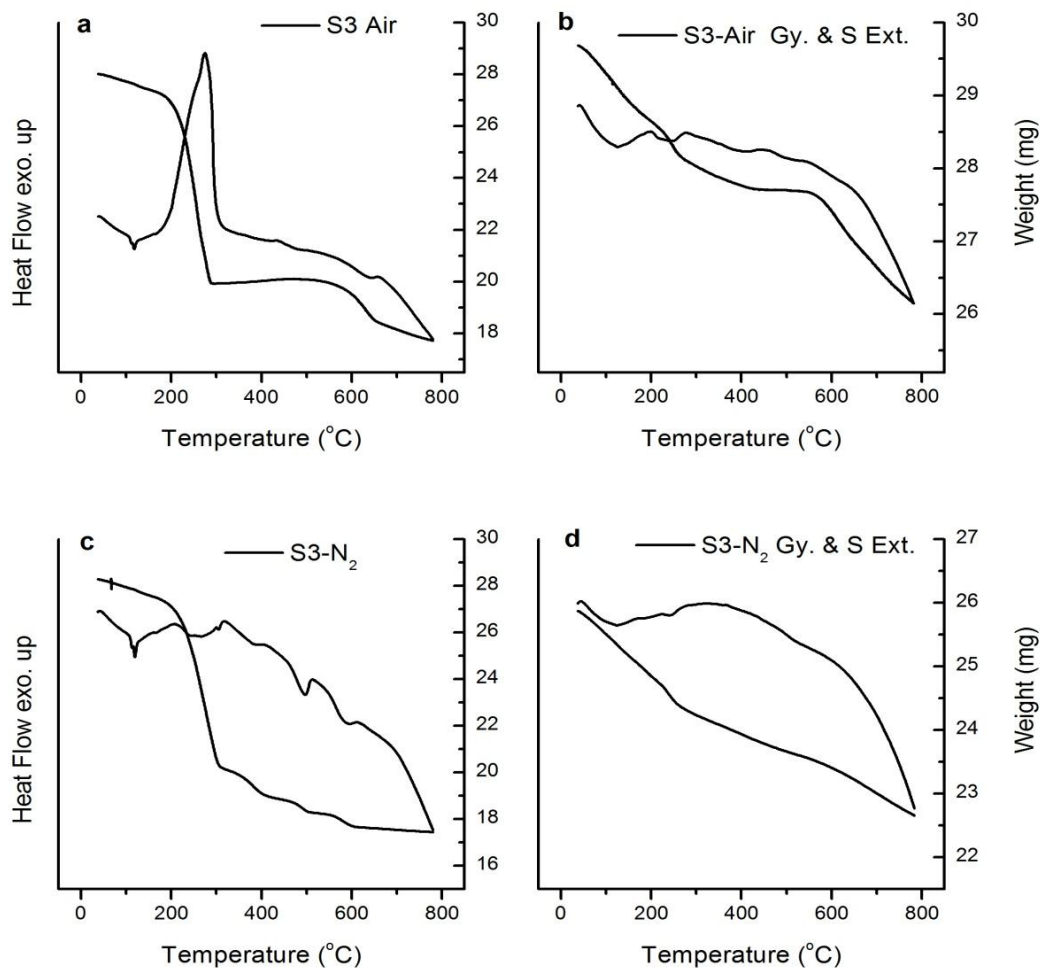 a
S3 Air
Heat Flow exo. up
30
28
26
24
22
20
18
0
200
400
600
800
Temperature (°C)
b
S3-Air Gy. & S Ext.
30
29
28
27
26
Weight (mg)
0
200
400
600
800
Temperature (°C)
c
S3-N₂
Heat Flow exo. up
30
28
26
24
22
20
18
16
0
200
400
600
800
Temperature (°C)
d
S3-N₂ Gy. & S Ext.
27
26
25
24
23
22
Weight (mg)
0
200
400
600
800
Temperature (°C)